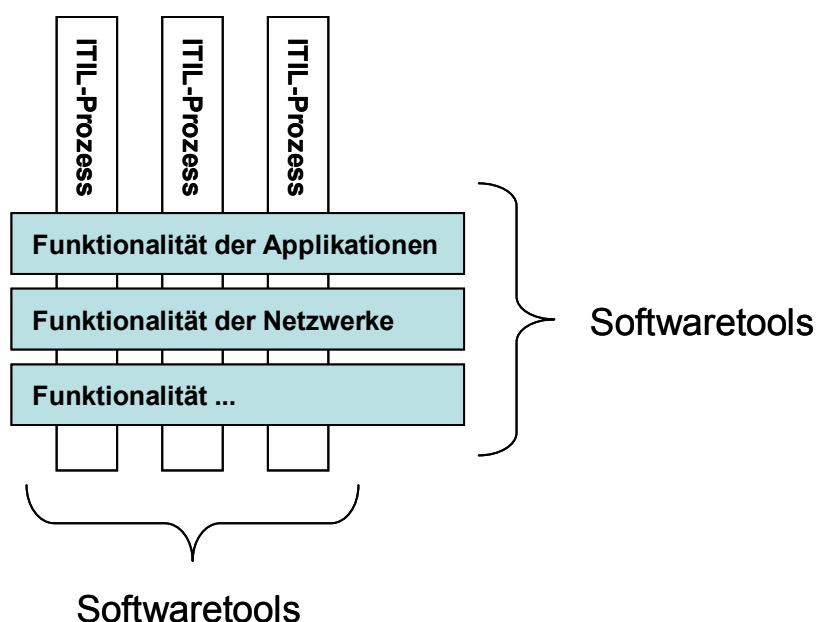 ITIL-Prozess
ITIL-Prozess
ITIL-Prozess
Funktionalität der Applikationen
Funktionalität der Netzwerke
Funktionalität ...
Softwaretools
Softwaretools